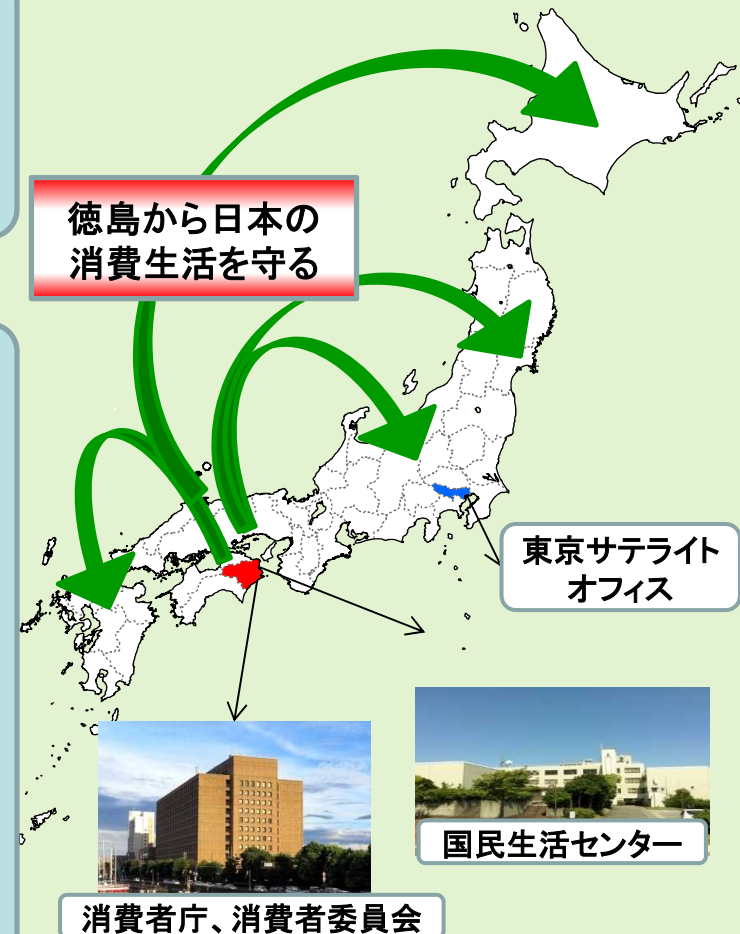 徳島から日本の
消費生活を守る
東京サテライト
オフィス
国民生活センター
消費者庁、消費者委員会